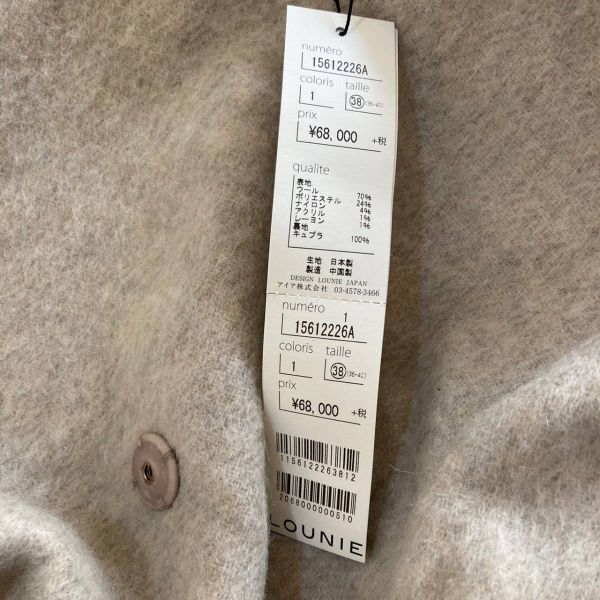 numéro
15612226A
coloris taille
1 38 (36-40)
prix
¥68,000 +税
qualite
表地
ウール 70%
ポリエステル 24%
ナイロン 4%
アクリル 1%
レーヨン 1%
裏地
キュプラ 100%
生地 日本製
製造 中国製
DESIGN LOUNIE JAPAN
アイア株式会社 03-4578-3466
numéro 1
15612226A
coloris taille
1 38 (36-40)
prix
¥68,000 +税
1156122263812
2068000000510
LOUNIE